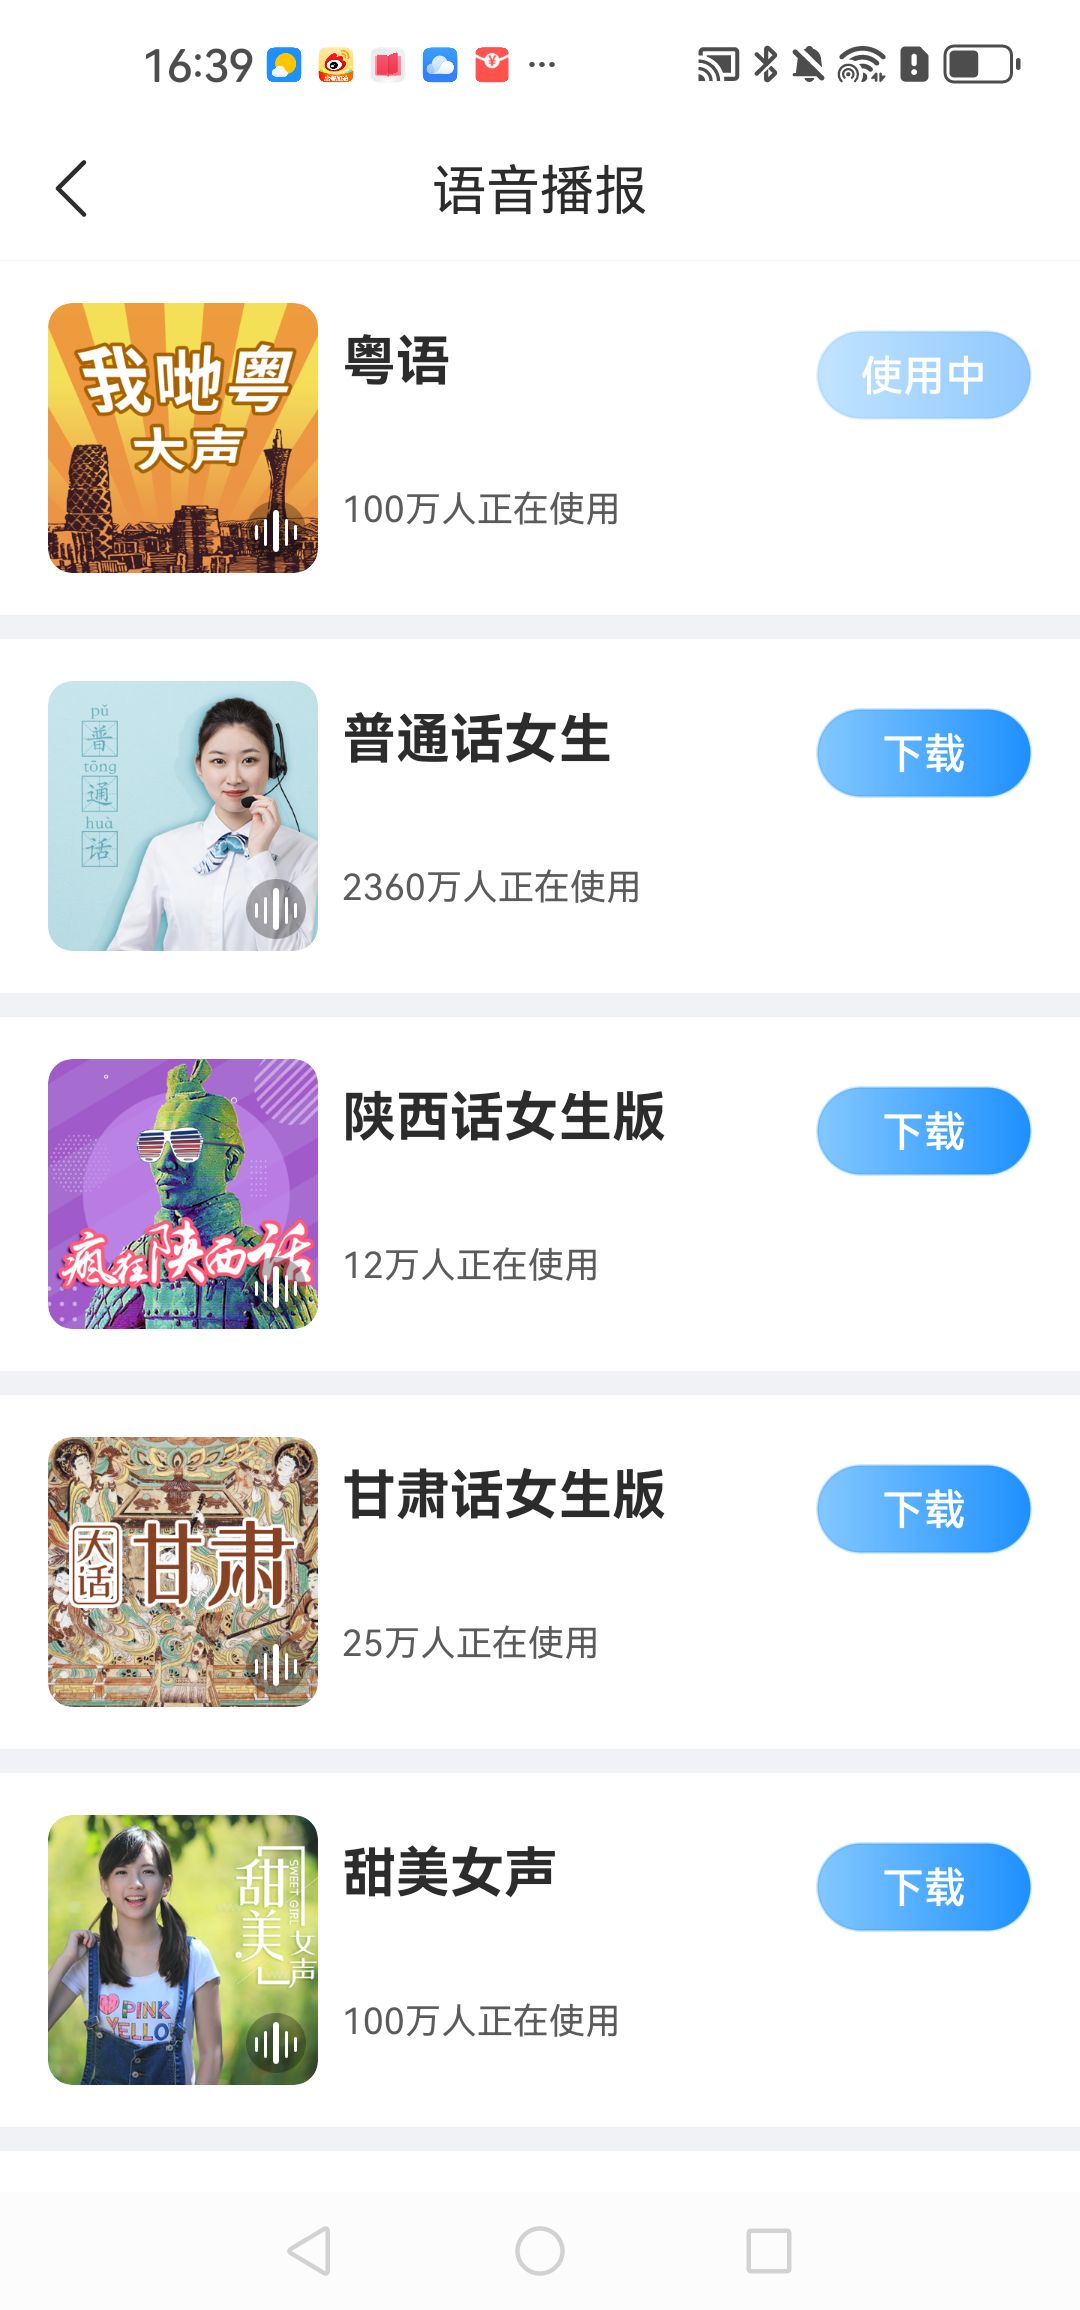 16:39
语音播报
我哋粤
大声
粤语
使用中
100万人正在使用
pǔ
普
tōng
通
huà
话
普通话女生
下载
2360万人正在使用
疯狂陕西话
陕西话女生版
下载
12万人正在使用
大话
甘肃
甘肃话女生版
下载
25万人正在使用
甜美
女声
SWEET GIRL
PINK
YELLO
甜美女声
下载
100万人正在使用